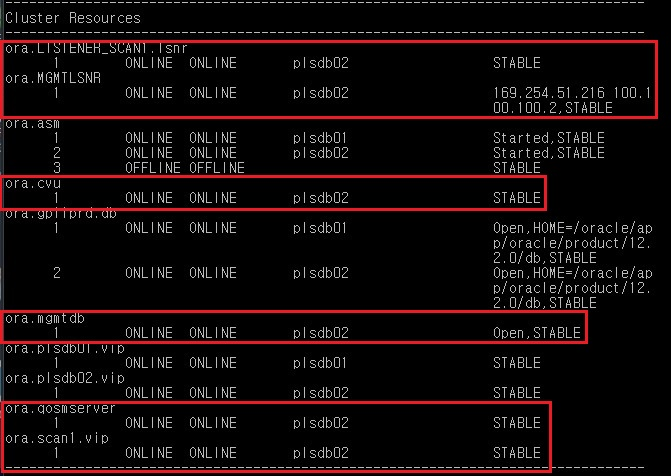 Cluster Resources
ora.LISTENER_SCAN1.lsnr
1 ONLINE ONLINE plsdb02 STABLE
ora.MGMTLSNR
1 ONLINE ONLINE plsdb02 169.254.51.216 100.1
00.100.2,STABLE
ora.asm
1 ONLINE ONLINE plsdb01 Started,STABLE
2 ONLINE ONLINE plsdb02 Started,STABLE
3 OFFLINE OFFLINE STABLE
ora.cvu
1 ONLINE ONLINE plsdb02 STABLE
1 ONLINE ONLINE plsdb01 Open,HOME=/oracle/ap
p/oracle/product/12.
2.0/db,STABLE
2 ONLINE ONLINE plsdb02 Open,HOME=/oracle/ap
p/oracle/product/12.
2.0/db,STABLE
ora.mgmtdb
1 ONLINE ONLINE plsdb02 Open,STABLE
ora.plsdb01.vip
1 ONLINE ONLINE plsdb01 STABLE
ora.plsdb02.vip
1 ONLINE ONLINE plsdb02 STABLE
ora.qosmserver
1 ONLINE ONLINE plsdb02 STABLE
ora.scan1.vip
1 ONLINE ONLINE plsdb02 STABLE